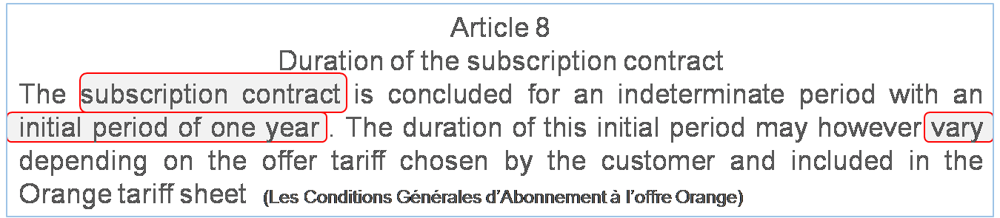 Article 8
Duration of the subscription contract
The subscription contract is concluded for an indeterminate period with an
initial period of one year . The duration of this initial period may however vary
depending on the offer tariff chosen by the customer and included in the
Orange tariff sheet (Les Conditions Générales d’Abonnement à l’offre Orange)